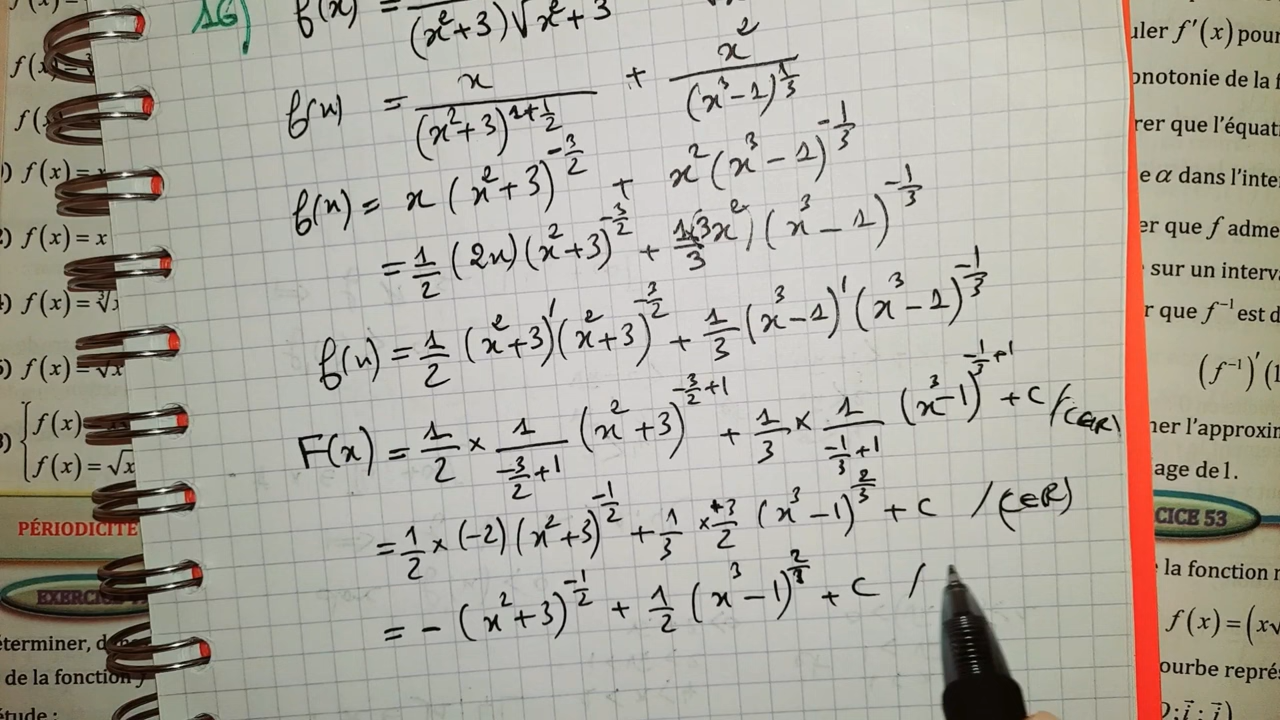 16) f(x) = x/((x²+3)√x²+3
f(x) = x/(x²+3)^(1+1/2) + x²/(x³-1)^(1/3)
f(x) = x(x²+3)^(-3/2) + x²(x³-1)^(-1/3)
= 1/2 (2x)(x²+3)^(-3/2) + 1/3 (3x²)(x³-1)^(-1/3)
f(x) = 1/2 (x²+3)'(x²+3)^(-3/2) + 1/3 (x³-1)'(x³-1)^(-1/3)
F(x) = 1/2 × 1/(-3/2+1) (x²+3)^(-3/2+1) + 1/3 × 1/(-1/3+1) (x³-1)^(-1/3+1) + C / (C∈R)
= 1/2 × (-2)(x²+3)^(-1/2) + 1/3 × +3/2 (x³-1)^(2/3) + C / (C∈R)
= - (x²+3)^(-1/2) + 1/2 (x³-1)^(2/3) + C /
f(x) =
f(x) = x
f(x) =
f(x) =
f(x)
f(x) = √x
PÉRIODICITÉ
EXERCICE
de la fonction
tude :
uler f'(x) pour
onotonie de la f
rer que l'équat
e α dans l'inte
er que f adme
sur un interv
r que f⁻¹ est d
(f⁻¹)'(1
ner l'approxin
age de 1.
CICE 53
la fonction n
f(x) = (x√
ourbe repré
; i⃗ ; j⃗)